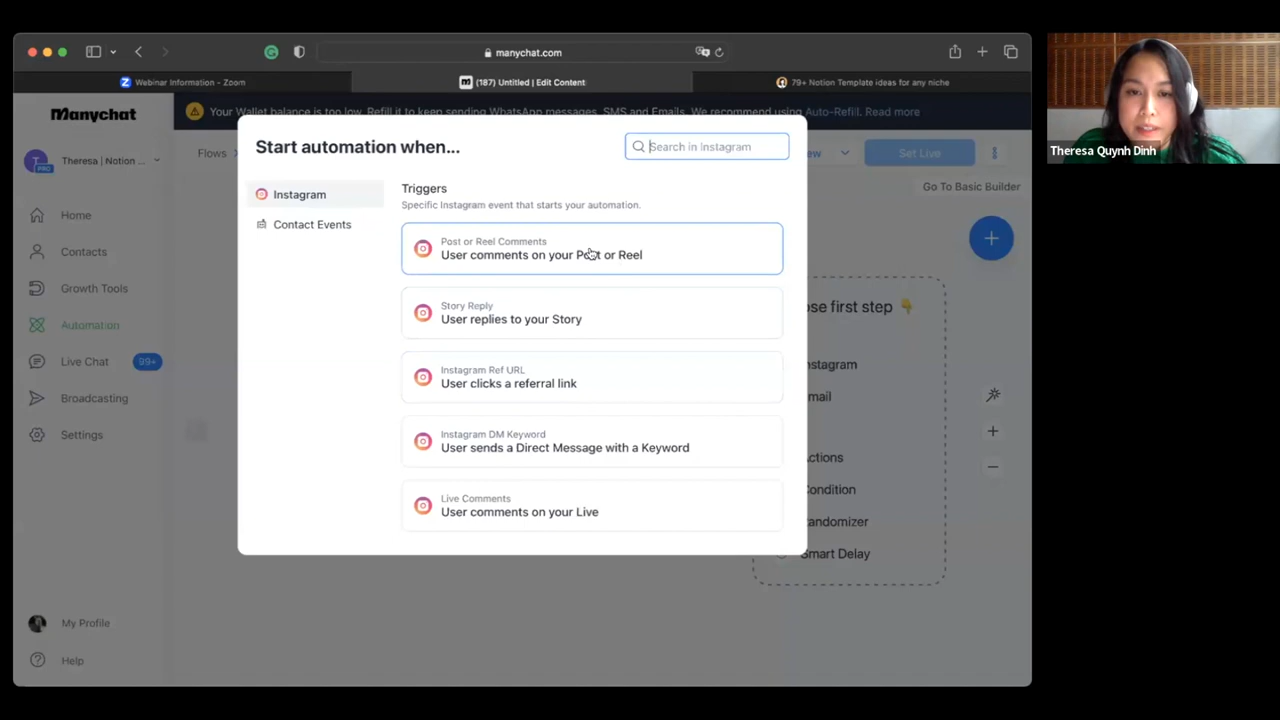 manychat.com
Webinar Information - Zoom
(187) Untitled | Edit Content
79+ Notion Template ideas for any niche
Manychat
Your Wallet balance is too low. Refill it to keep sending WhatsApp messages, SMS and Emails. We recommend using Auto-Refill. Read more
Theresa | Notion ...
PRO
Flows
Set Live
Go To Basic Builder
Home
Contacts
Growth Tools
Automation
Live Chat
99+
Broadcasting
Settings
My Profile
Help
Start automation when...
Search in Instagram
Instagram
Contact Events
Triggers
Specific Instagram event that starts your automation.
Post or Reel Comments
User comments on your Post or Reel
Story Reply
User replies to your Story
Instagram Ref URL
User clicks a referral link
Instagram DM Keyword
User sends a Direct Message with a Keyword
Live Comments
User comments on your Live
first step 👇
nstagram
mail
ctions
Condition
andomizer
Smart Delay
Theresa Quynh Dinh